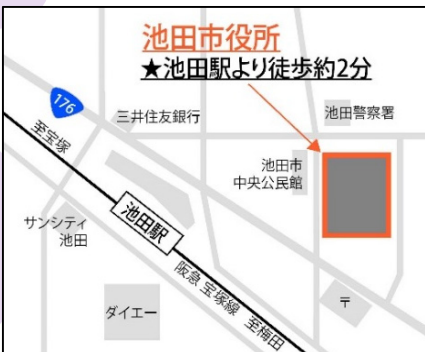 池田市役所
★池田駅より徒歩約2分
176
三井住友銀行
池田警察署
至宝塚
池田市
中央公民館
池田駅
サンシティ
池田
阪急 宝塚線 至梅田
ダイエー
〒